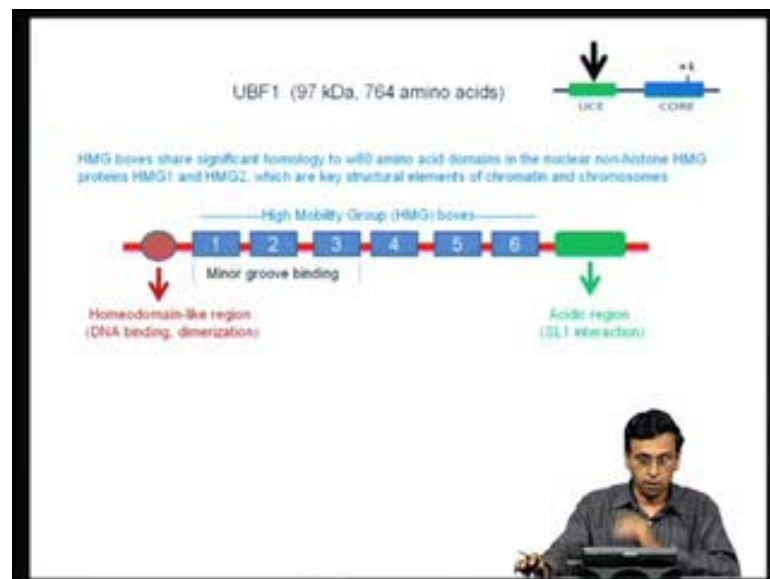 UBF1 (97 kDa, 764 amino acids)
+1
UCE CORE
HMG boxes share significant homology to w80 amino acid domains in the nuclear non-histone HMG
proteins HMG1 and HMG2, which are key structural elements of chromatin and chromosomes
High Mobility Group (HMG) boxes
1 2 3 4 5 6
Minor groove binding
Homeodomain-like region
(DNA binding, dimerization)
Acidic region
(SL1 interaction)